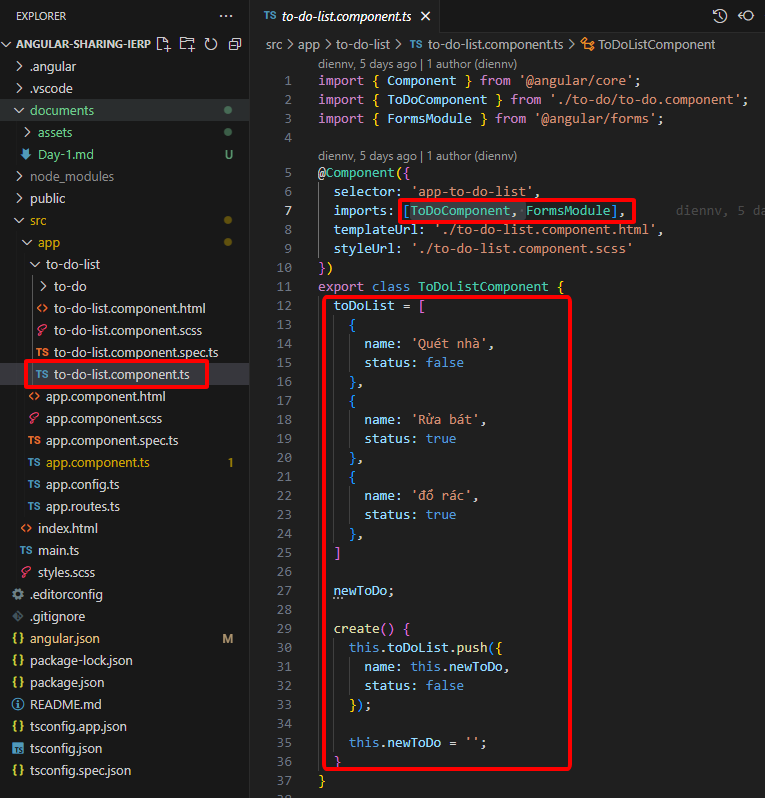 EXPLORER ...
ANGULAR-SHARING-IERP
.angular
.vscode
documents
assets
Day-1.md U
node_modules
public
src
app
to-do-list
to-do
to-do-list.component.html
to-do-list.component.scss
TS to-do-list.component.spec.ts
TS to-do-list.component.ts
app.component.html
app.component.scss
TS app.component.spec.ts
TS app.component.ts 1
TS app.config.ts
TS app.routes.ts
index.html
TS main.ts
styles.scss
.editorconfig
.gitignore
{} angular.json M
{} package-lock.json
{} package.json
README.md
{} tsconfig.app.json
TS tsconfig.json
{} tsconfig.spec.json
TS to-do-list.component.ts
src > app > to-do-list > TS to-do-list.component.ts > ToDoListComponent
diennv, 5 days ago | 1 author (diennv)
1 import { Component } from '@angular/core';
2 import { ToDoComponent } from './to-do/to-do.component';
3 import { FormsModule } from '@angular/forms';
4
diennv, 5 days ago | 1 author (diennv)
5 @Component({
6 selector: 'app-to-do-list',
7 imports: [ToDoComponent, FormsModule], diennv, 5 da
8 templateUrl: './to-do-list.component.html',
9 styleUrl: './to-do-list.component.scss'
10 })
11 export class ToDoListComponent {
12 toDoList = [
13 {
14 name: 'Quét nhà',
15 status: false
16 },
17 {
18 name: 'Rửa bát',
19 status: true
20 },
21 {
22 name: 'đổ rác',
23 status: true
24 },
25 ]
26
27 newToDo;
28
29 create() {
30 this.toDoList.push({
31 name: this.newToDo,
32 status: false
33 });
34
35 this.newToDo = '';
36 }
37 }